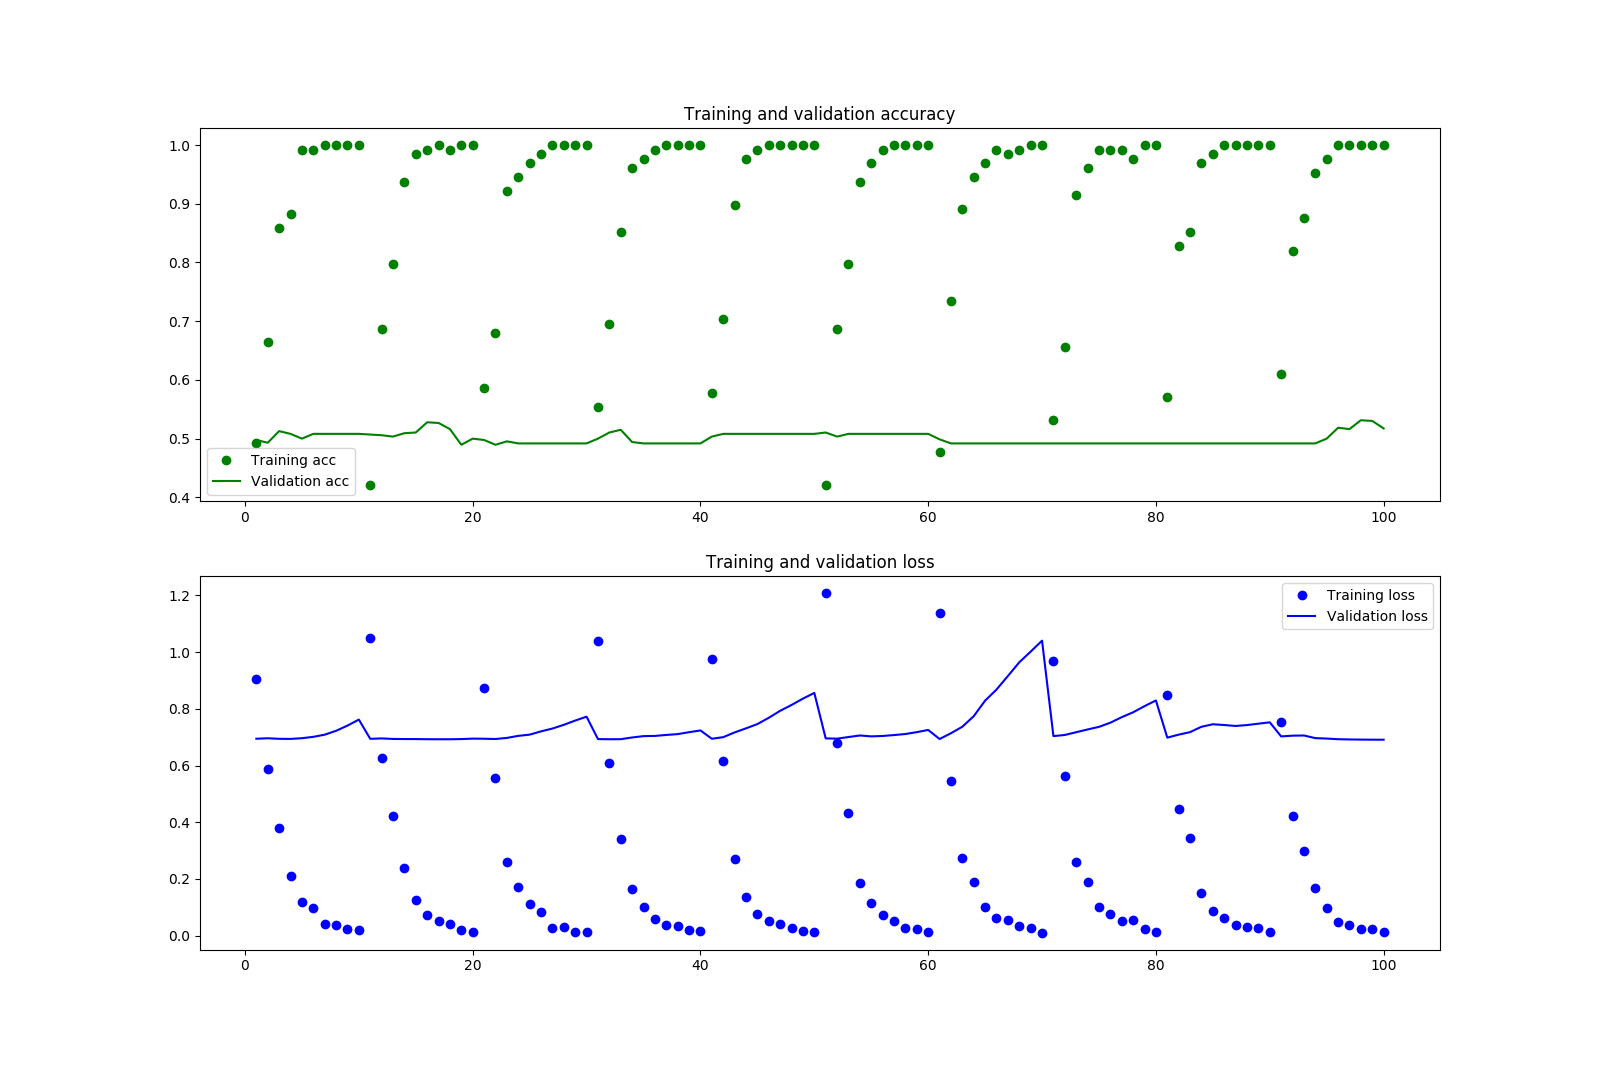 Training and validation accuracy
1.0
0.9
0.8
0.7
0.6
0.5
0.4
Training acc
Validation acc
0 20 40 60 80 100
Training and validation loss
1.2
1.0
0.8
0.6
0.4
0.2
0.0
Training loss
Validation loss
0 20 40 60 80 100